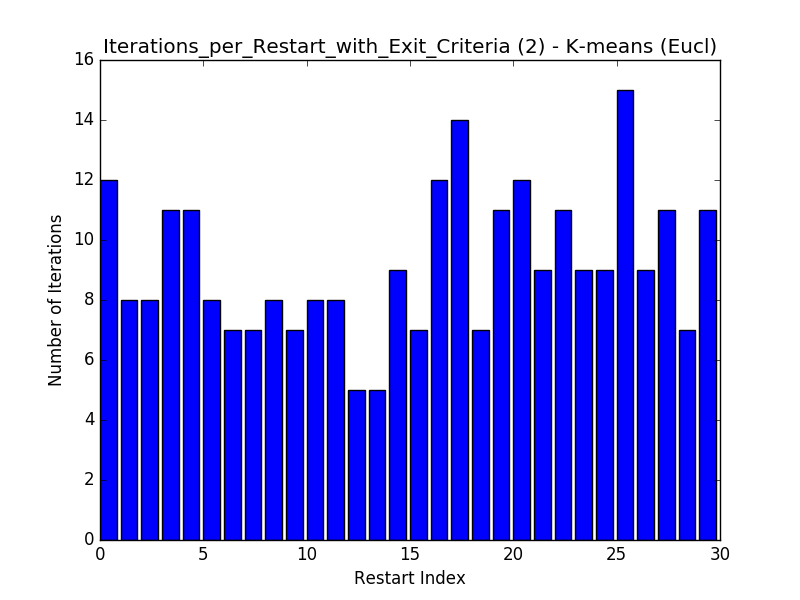 Iterations_per_Restart_with_Exit_Criteria (2) - K-means (Eucl)
16
14
12
10
8
6
4
2
0
Number of Iterations
0 5 10 15 20 25 30
Restart Index